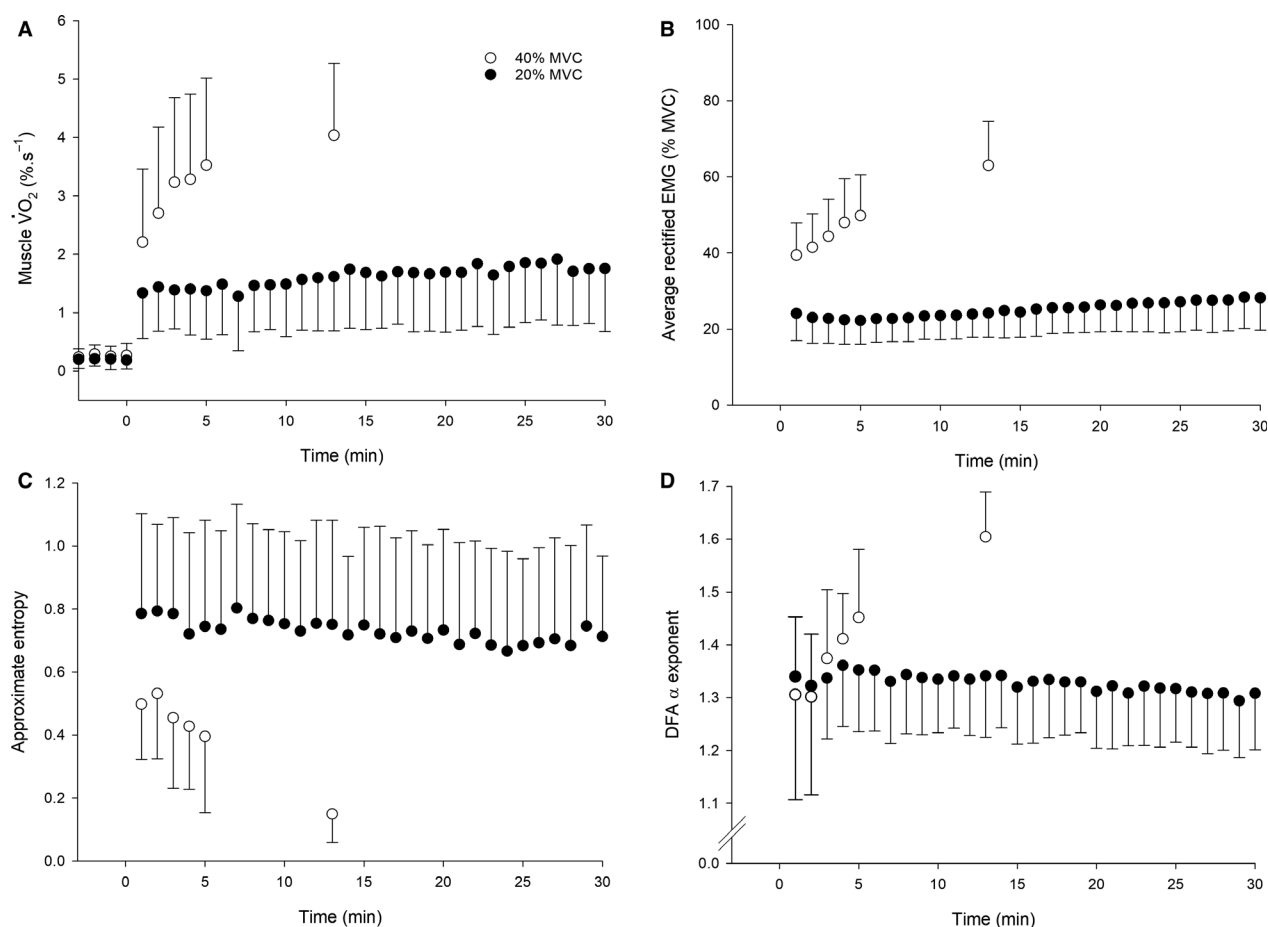 A
6
5
4
3
2
1
0
Muscle V̇O₂ (%.s⁻¹)
40% MVC
20% MVC
0 5 10 15 20 25 30
Time (min)
B
100
80
60
40
20
0
Average rectified EMG (% MVC)
0 5 10 15 20 25 30
Time (min)
C
1.2
1.0
0.8
0.6
0.4
0.2
0.0
Approximate entropy
0 5 10 15 20 25 30
Time (min)
D
1.7
1.6
1.5
1.4
1.3
1.2
1.1
0.0
DFA α exponent
0 5 10 15 20 25 30
Time (min)